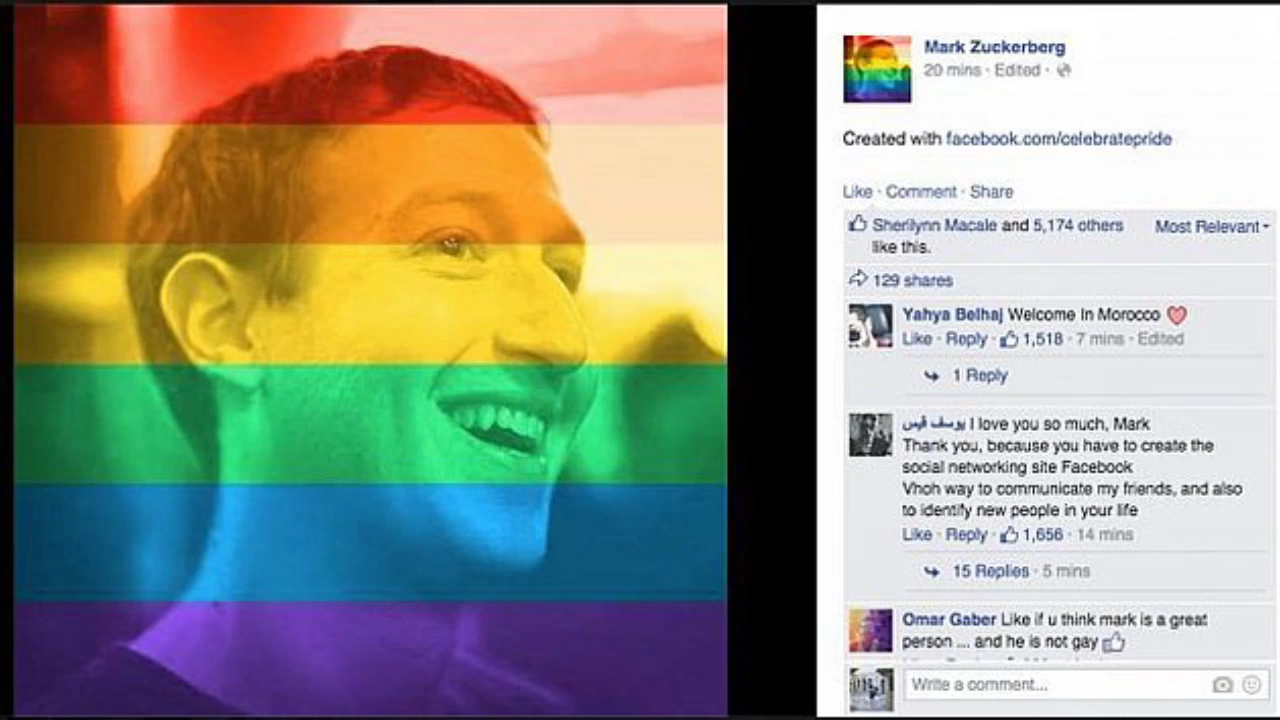 Mark Zuckerberg
20 mins · Edited ·
Created with facebook.com/celebratepride
Like · Comment · Share
Sherilynn Macale and 5,174 others
like this.
Most Relevant
129 shares
Yahya Belhaj Welcome In Morocco
Like · Reply · 1,518 · 7 mins · Edited
1 Reply
يوسف قيس I love you so much, Mark
Thank you, because you have to create the
social networking site Facebook
Vhoh way to communicate my friends, and also
to identify new people in your life
Like · Reply · 1,656 · 14 mins
15 Replies · 5 mins
Omar Gaber Like if u think mark is a great
person ... and he is not gay
Write a comment...